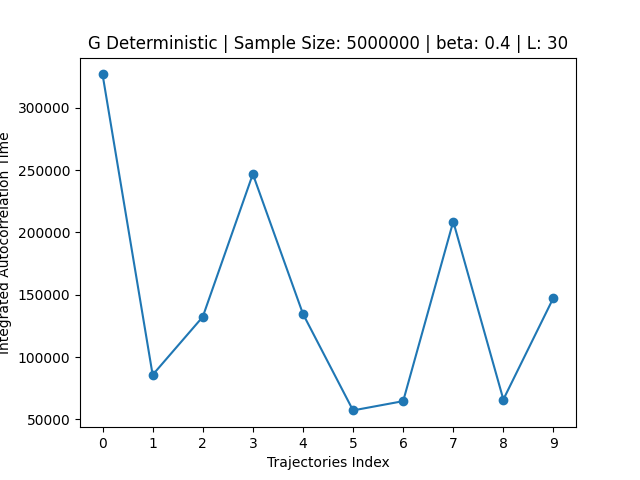 G Deterministic | Sample Size: 5000000 | beta: 0.4 | L: 30
300000
250000
200000
150000
100000
50000
Integrated Autocorrelation Time
0 1 2 3 4 5 6 7 8 9
Trajectories Index